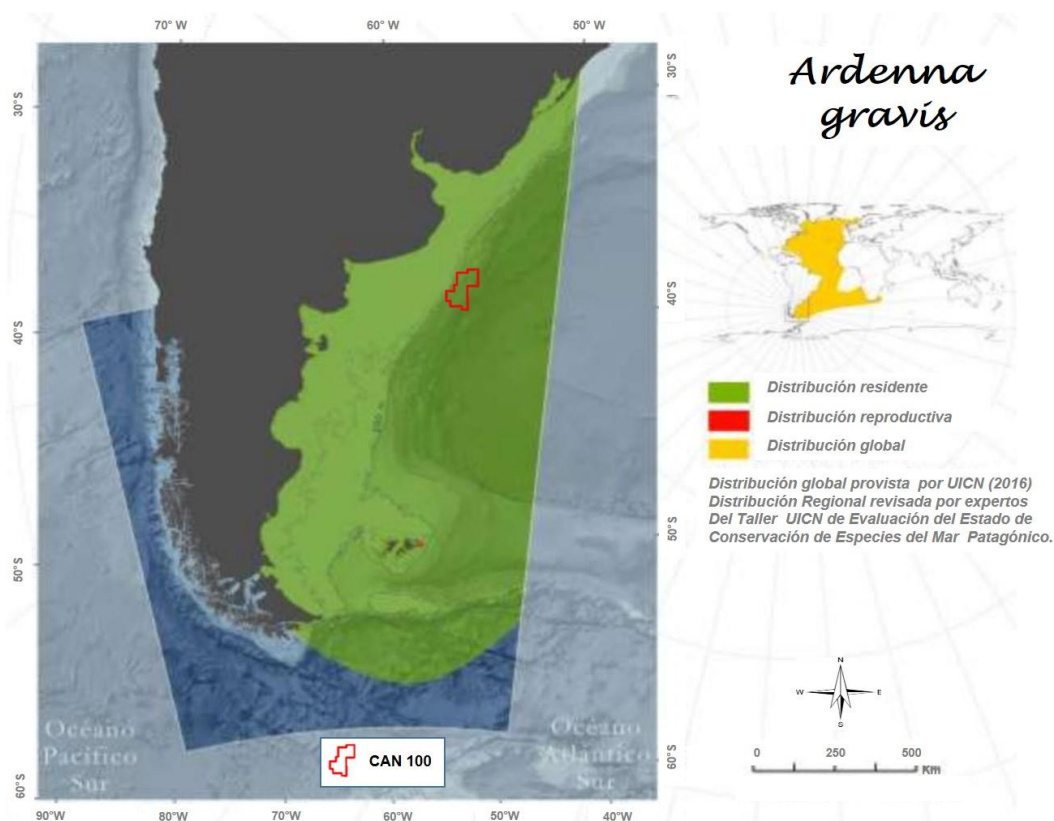 70° W
60° W
50° W
Ardenna
gravis
30°S
30°S
40°S
40°S
50°S
50°S
60°S
60°S
Distribución residente
Distribución reproductiva
Distribución global
Distribución global provista por UICN (2016)
Distribución Regional revisada por expertos
Del Taller UICN de Evaluación del Estado de
Conservación de Especies del Mar Patagónico.
N
W
E
S
0 250 500
Km
Océano
Pacífico
Sur
CAN 100
Océano
Atlántico
Sur
90°W
80°W
70°W
60°W
50°W
40°W